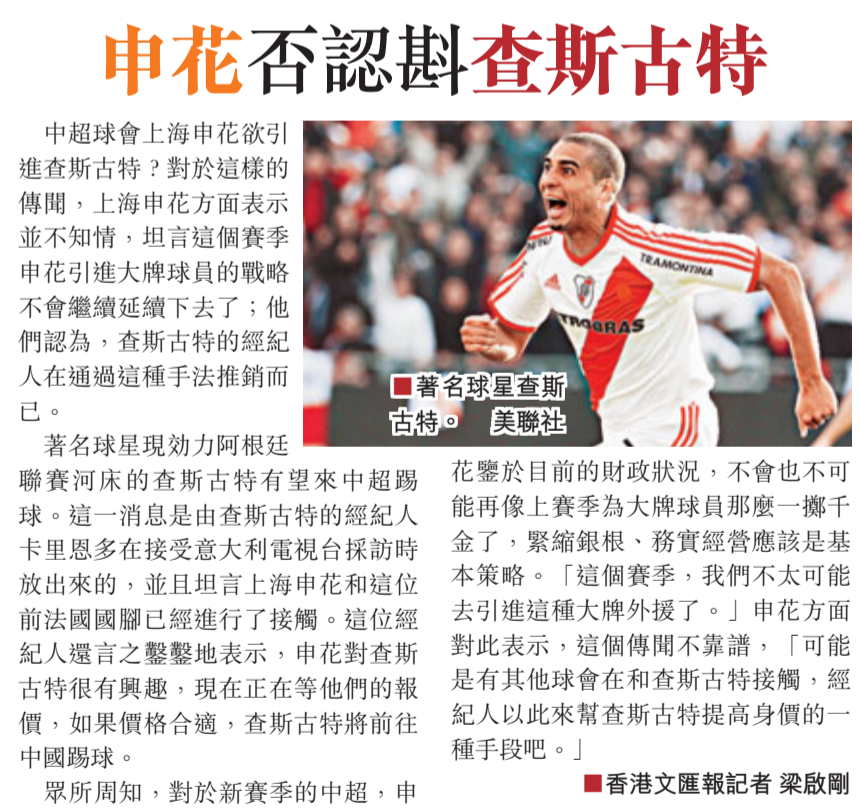 申花否認斟查斯古特
中超球會上海申花欲引
進查斯古特？對於這樣的
傳聞，上海申花方面表示
並不知情，坦言這個賽季
申花引進大牌球員的戰略
不會繼續延續下去了；他
們認為，查斯古特的經紀
人在通過這種手法推銷而
已。
著名球星現効力阿根廷
聯賽河床的查斯古特有望來中超踢
球。這一消息是由查斯古特的經紀人
卡里恩多在接受意大利電視台採訪時
放出來的，並且坦言上海申花和這位
前法國國腳已經進行了接觸。這位經
紀人還言之鑿鑿地表示，申花對查斯
古特很有興趣，現在正在等他們的報
價，如果價格合適，查斯古特將前往
中國踢球。
眾所周知，對於新賽季的中超，申
TRAMONTINA
TROBRAS
■著名球星查斯
古特。 美聯社
花鑒於目前的財政狀況，不會也不可
能再像上賽季為大牌球員那麼一擲千
金了，緊縮銀根、務實經營應該是基
本策略。「這個賽季，我們不太可能
去引進這種大牌外援了。」申花方面
對此表示，這個傳聞不靠譜，「可能
是有其他球會在和查斯古特接觸，經
紀人以此來幫查斯古特提高身價的一
種手段吧。」
■香港文匯報記者 梁啟剛